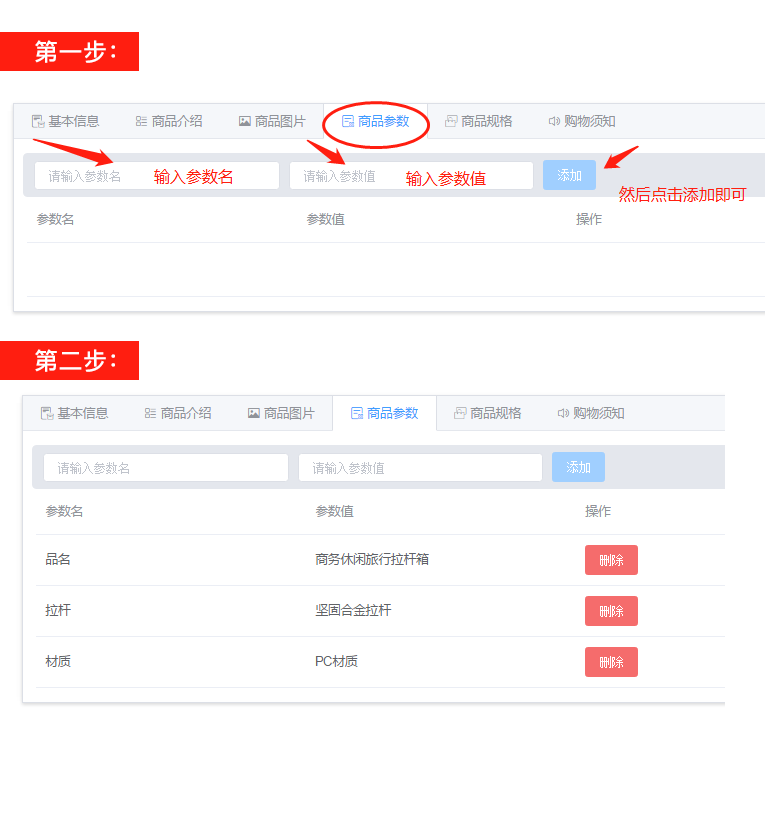 第一步：
基本信息 商品介绍 商品图片 商品参数 商品规格 购物须知
请输入参数名 输入参数名 请输入参数值 输入参数值 添加
然后点击添加即可
参数名 参数值 操作
第二步：
基本信息 商品介绍 商品图片 商品参数 商品规格 购物须知
请输入参数名 请输入参数值 添加
参数名 参数值 操作
品名 商务休闲旅行拉杆箱 删除
拉杆 坚固合金拉杆 删除
材质 PC材质 删除